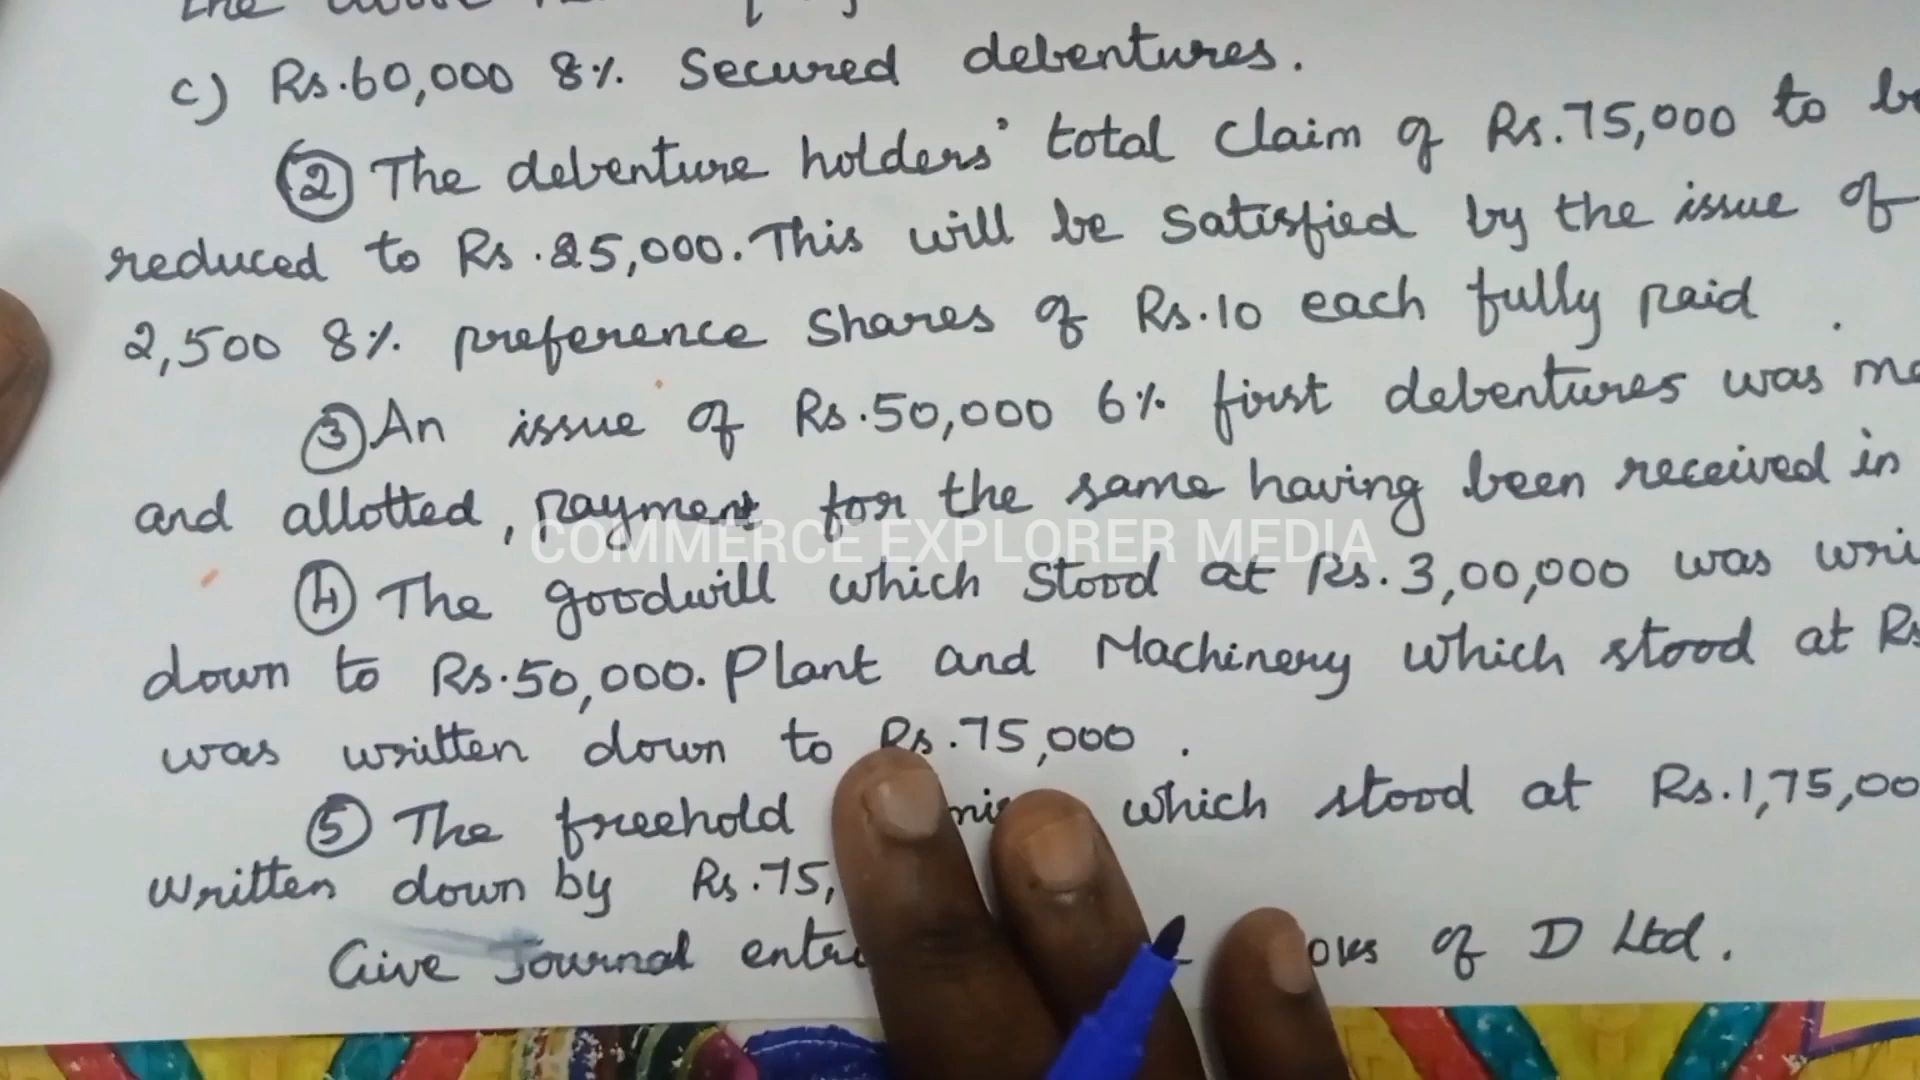 c) Rs.60,000 8% Secured debentures.
② The debenture holders' total claim of Rs.75,000 to be
reduced to Rs.25,000. This will be satisfied by the issue of
2,500 8% preference shares of Rs.10 each fully paid.
③ An issue of Rs.50,000 6% first debentures was
and allotted, payment for the same having been received in
COMMERCE EXPLORER MEDIA
④ The goodwill which stood at Rs.3,00,000 was
down to Rs.50,000. Plant and Machinery which stood at Rs
was written down to Rs.75,000.
⑤ The freehold which stood at Rs.1,75,00
written down by Rs.75,
Give Journal of D Ltd.